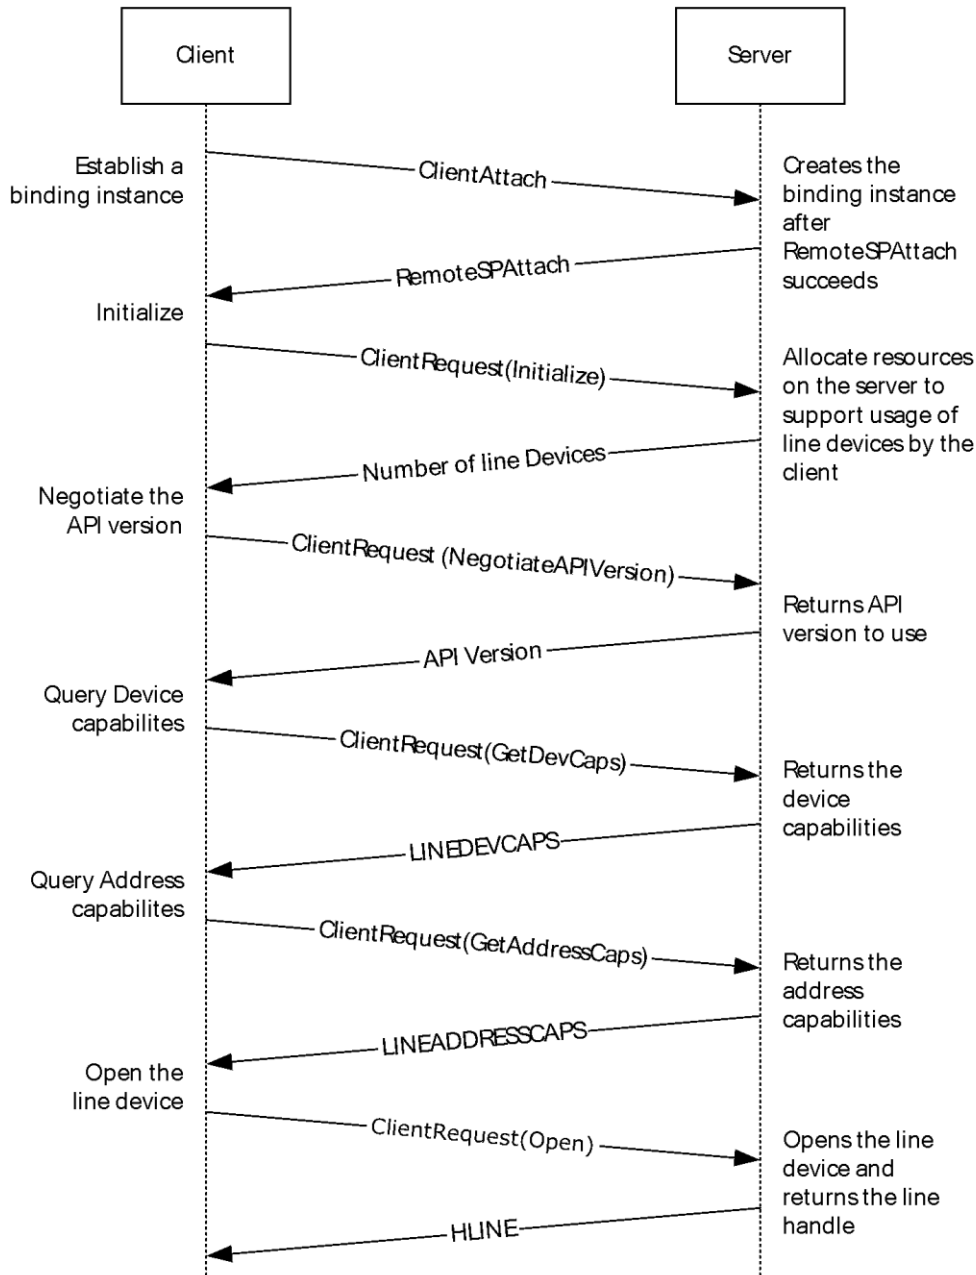 Client
Server
Establish a
binding instance
ClientAttach
Creates the
binding instance
after
RemoteSPAttach
succeeds
RemoteSPAttach
Initialize
ClientRequest(Initialize)
Allocate resources
on the server to
support usage of
line devices by the
client
Number of line Devices
Negotiate the
API version
ClientRequest (NegotiateAPIVersion)
Returns API
version to use
API Version
Query Device
capabilites
ClientRequest(GetDevCaps)
Returns the
device
capabilities
LINEDEVCAPS
Query Address
capabilites
ClientRequest(GetAddressCaps)
Returns the
address
capabilities
LINEADDRESSCAPS
Open the
line device
ClientRequest(Open)
Opens the line
device and
returns the line
handle
HLINE